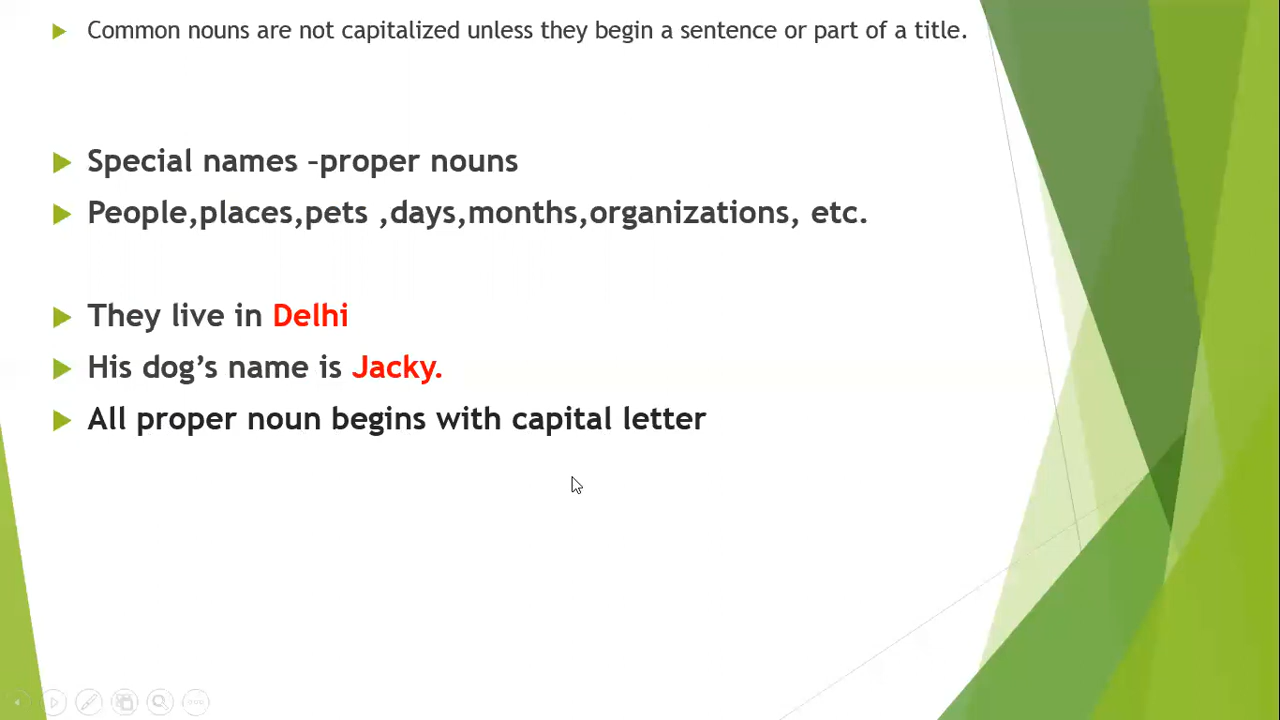 Common nouns are not capitalized unless they begin a sentence or part of a title.
Special names –proper nouns
People,places,pets ,days,months,organizations, etc.
They live in Delhi
His dog’s name is Jacky.
All proper noun begins with capital letter